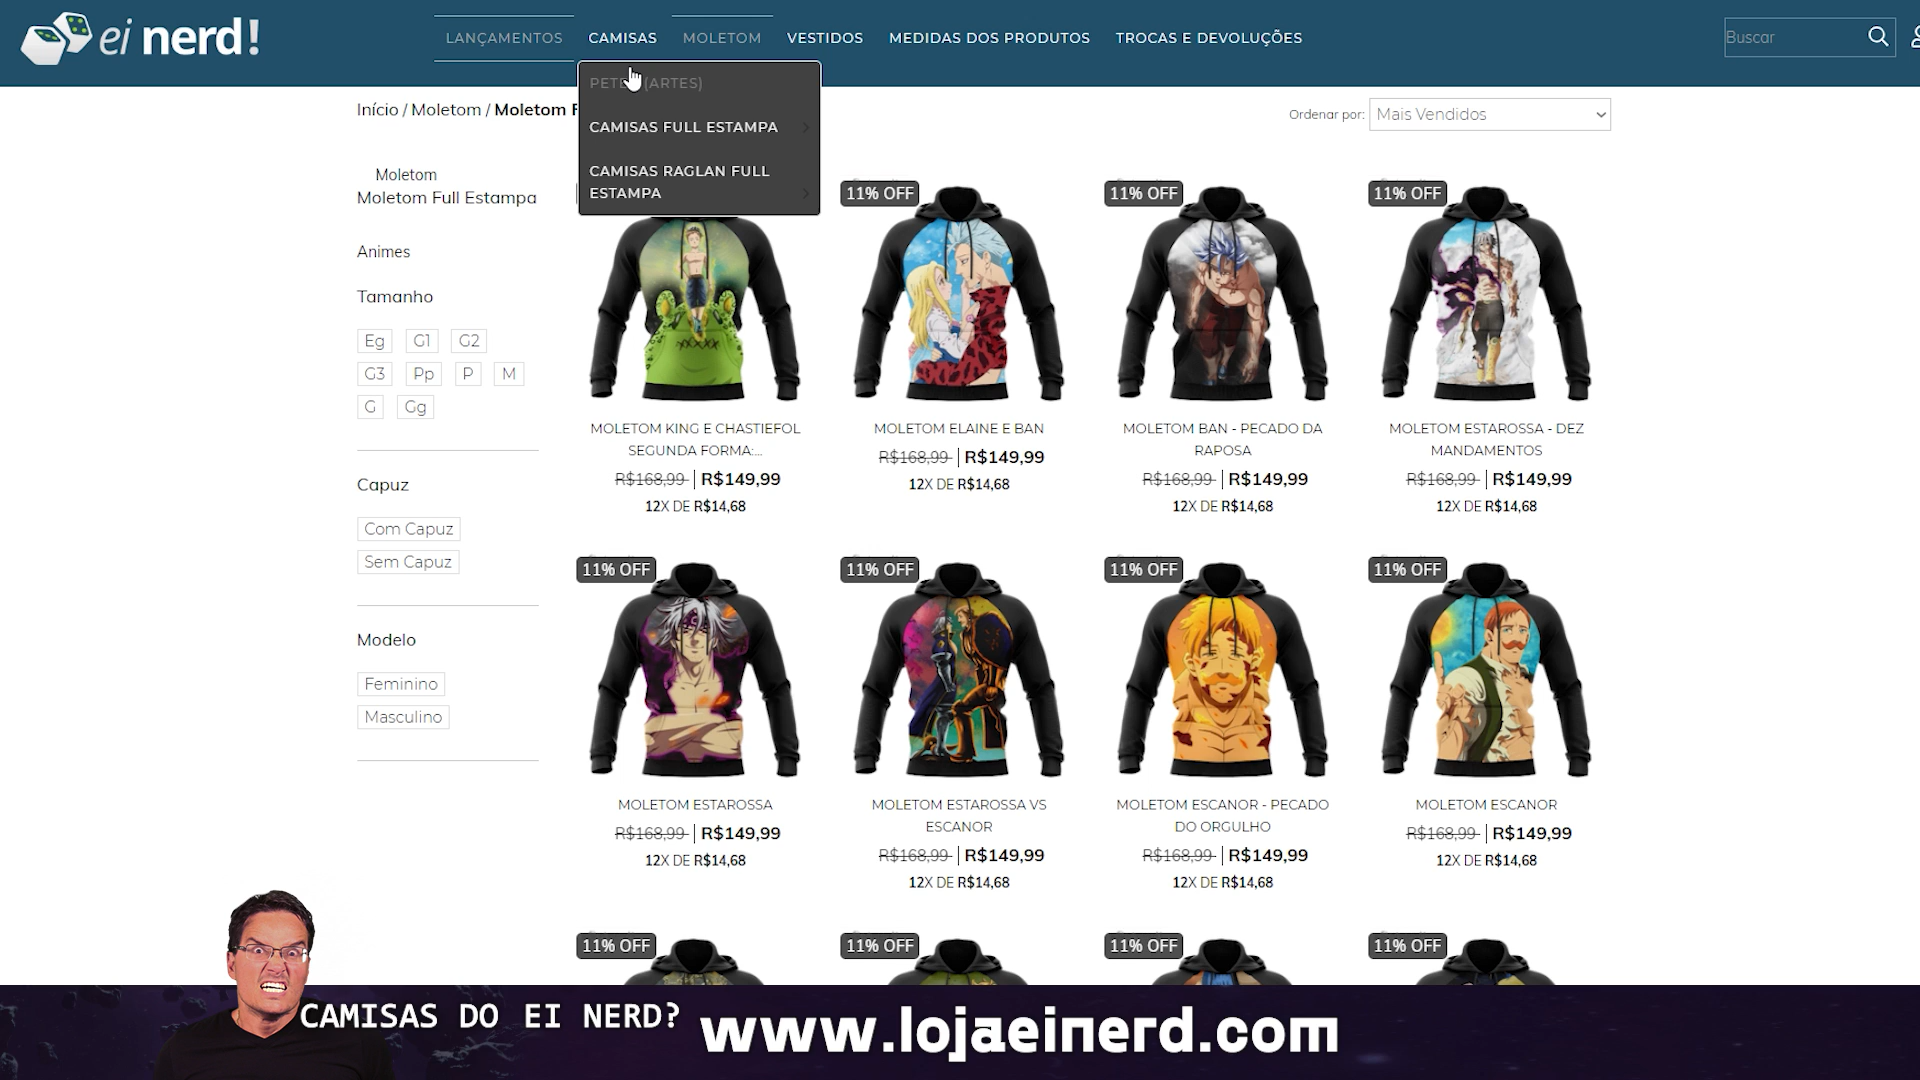 ei nerd!
LANÇAMENTOS
CAMISAS
MOLETOM
VESTIDOS
MEDIDAS DOS PRODUTOS
TROCAS E DEVOLUÇÕES
Buscar
(ARTES)
CAMISAS FULL ESTAMPA
CAMISAS RAGLAN FULL
ESTAMPA
Início / Moletom / Moletom F
Ordenar por:
Mais Vendidos
Moletom
Moletom Full Estampa
Animes
Tamanho
Eg G1 G2
G3 Pp P M
G Gg
Capuz
Com Capuz
Sem Capuz
Modelo
Feminino
Masculino
11% OFF
11% OFF
11% OFF
MOLETOM KING E CHASTIEFOL
SEGUNDA FORMA:...
R$168,99 R$149,99
12X DE R$14,68
MOLETOM ELAINE E BAN
R$168,99 R$149,99
12X DE R$14,68
MOLETOM BAN - PECADO DA
RAPOSA
R$168,99 R$149,99
12X DE R$14,68
MOLETOM ESTAROSSA - DEZ
MANDAMENTOS
R$168,99 R$149,99
12X DE R$14,68
11% OFF
11% OFF
11% OFF
11% OFF
MOLETOM ESTAROSSA
R$168,99 R$149,99
12X DE R$14,68
MOLETOM ESTAROSSA VS
ESCANOR
R$168,99 R$149,99
12X DE R$14,68
MOLETOM ESCANOR - PECADO
DO ORGULHO
R$168,99 R$149,99
12X DE R$14,68
MOLETOM ESCANOR
R$168,99 R$149,99
12X DE R$14,68
11% OFF
11% OFF
11% OFF
11% OFF
CAMISAS DO EI NERD?
www.lojaeinerd.com